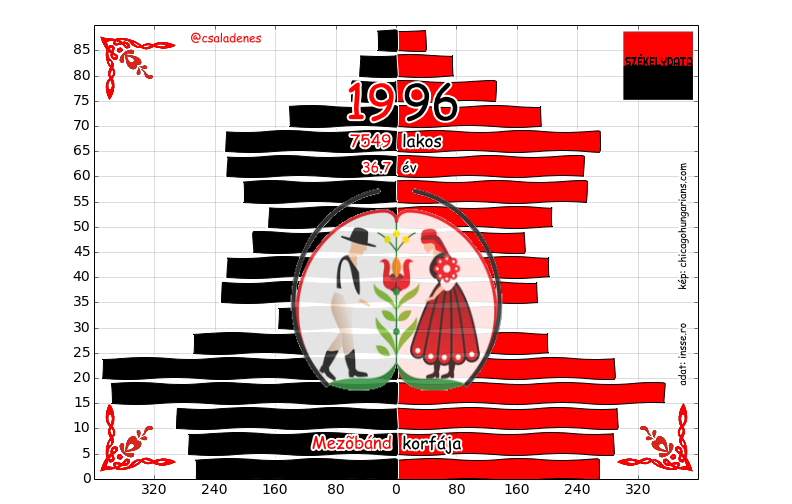 @csaladenes
SZÉKELYDATA
1996
7549 lakos
36.7 év
kép: chicagohungarians.com
adat: insse.ro
Mezõbánd korfája
85
80
75
70
65
60
55
50
45
40
35
30
25
20
15
10
5
0
320 240 160 80 0 80 160 240 320